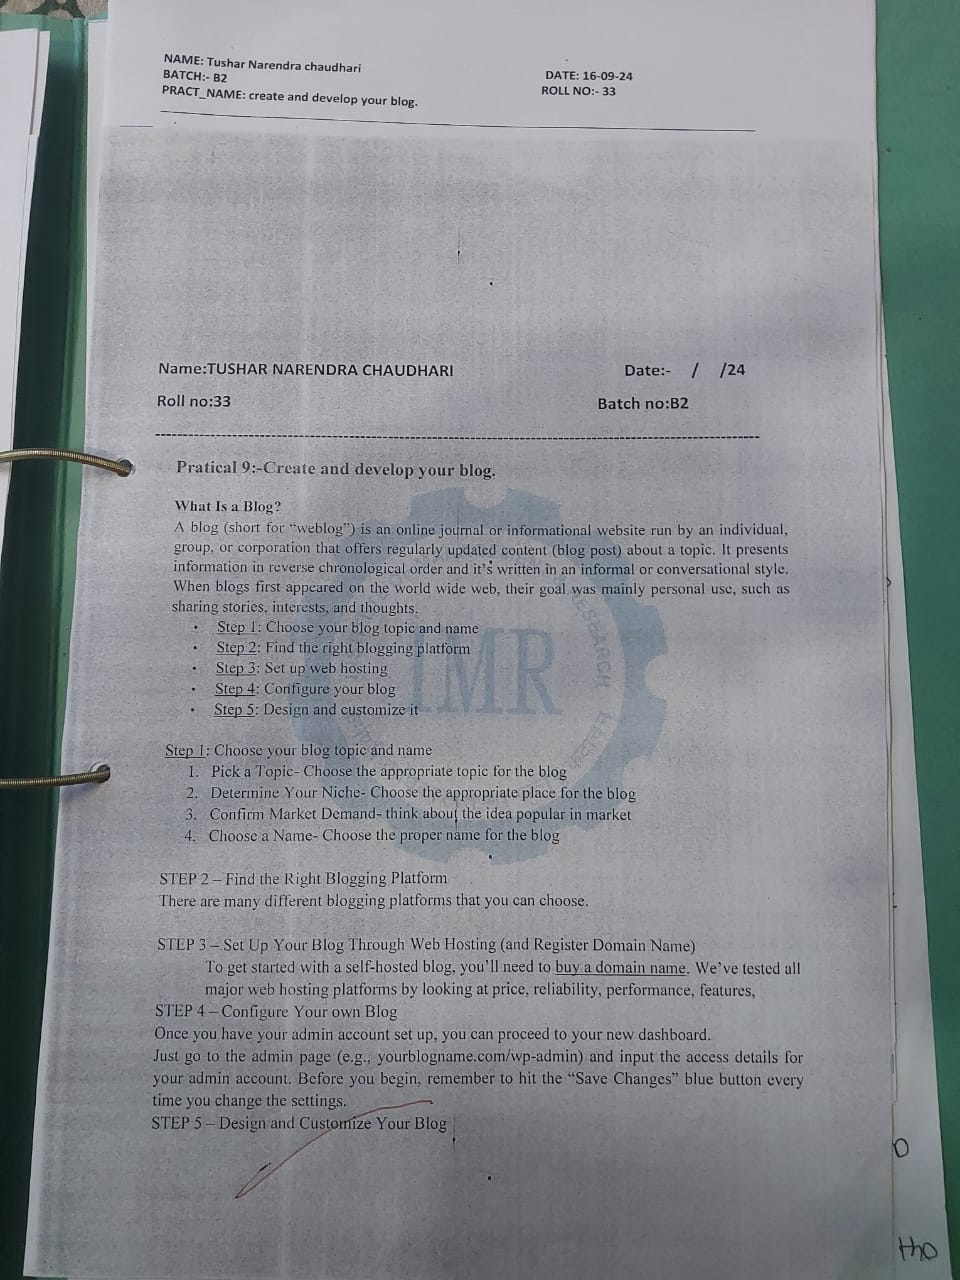 NAME: Tushar Narendra chaudhari
DATE: 16-09-24
BATCH:- B2
ROLL NO:- 33
PRACT_NAME: create and develop your blog.
Name:TUSHAR NARENDRA CHAUDHARI
Date:- / /24
Roll no:33
Batch no:B2
Pratical 9:-Create and develop your blog.
What Is a Blog?
A blog (short for “weblog”) is an online journal or informational website run by an individual,
group, or corporation that offers regularly updated content (blog post) about a topic. It presents
information in reverse chronological order and it’s written in an informal or conversational style.
When blogs first appeared on the world wide web, their goal was mainly personal use, such as
sharing stories, interests, and thoughts.
• Step 1: Choose your blog topic and name
• Step 2: Find the right blogging platform
• Step 3: Set up web hosting
• Step 4: Configure your blog
• Step 5: Design and customize it
IMR
RESEARCH
Step 1: Choose your blog topic and name
1. Pick a Topic- Choose the appropriate topic for the blog
2. Determine Your Niche- Choose the appropriate place for the blog
3. Confirm Market Demand- think about the idea popular in market
4. Choose a Name- Choose the proper name for the blog
STEP 2 – Find the Right Blogging Platform
There are many different blogging platforms that you can choose.
STEP 3 – Set Up Your Blog Through Web Hosting (and Register Domain Name)
To get started with a self-hosted blog, you’ll need to buy a domain name. We’ve tested all
major web hosting platforms by looking at price, reliability, performance, features,
STEP 4 – Configure Your own Blog
Once you have your admin account set up, you can proceed to your new dashboard.
Just go to the admin page (e.g., yourblogname.com/wp-admin) and input the access details for
your admin account. Before you begin, remember to hit the “Save Changes” blue button every
time you change the settings.
STEP 5 – Design and Customize Your Blog